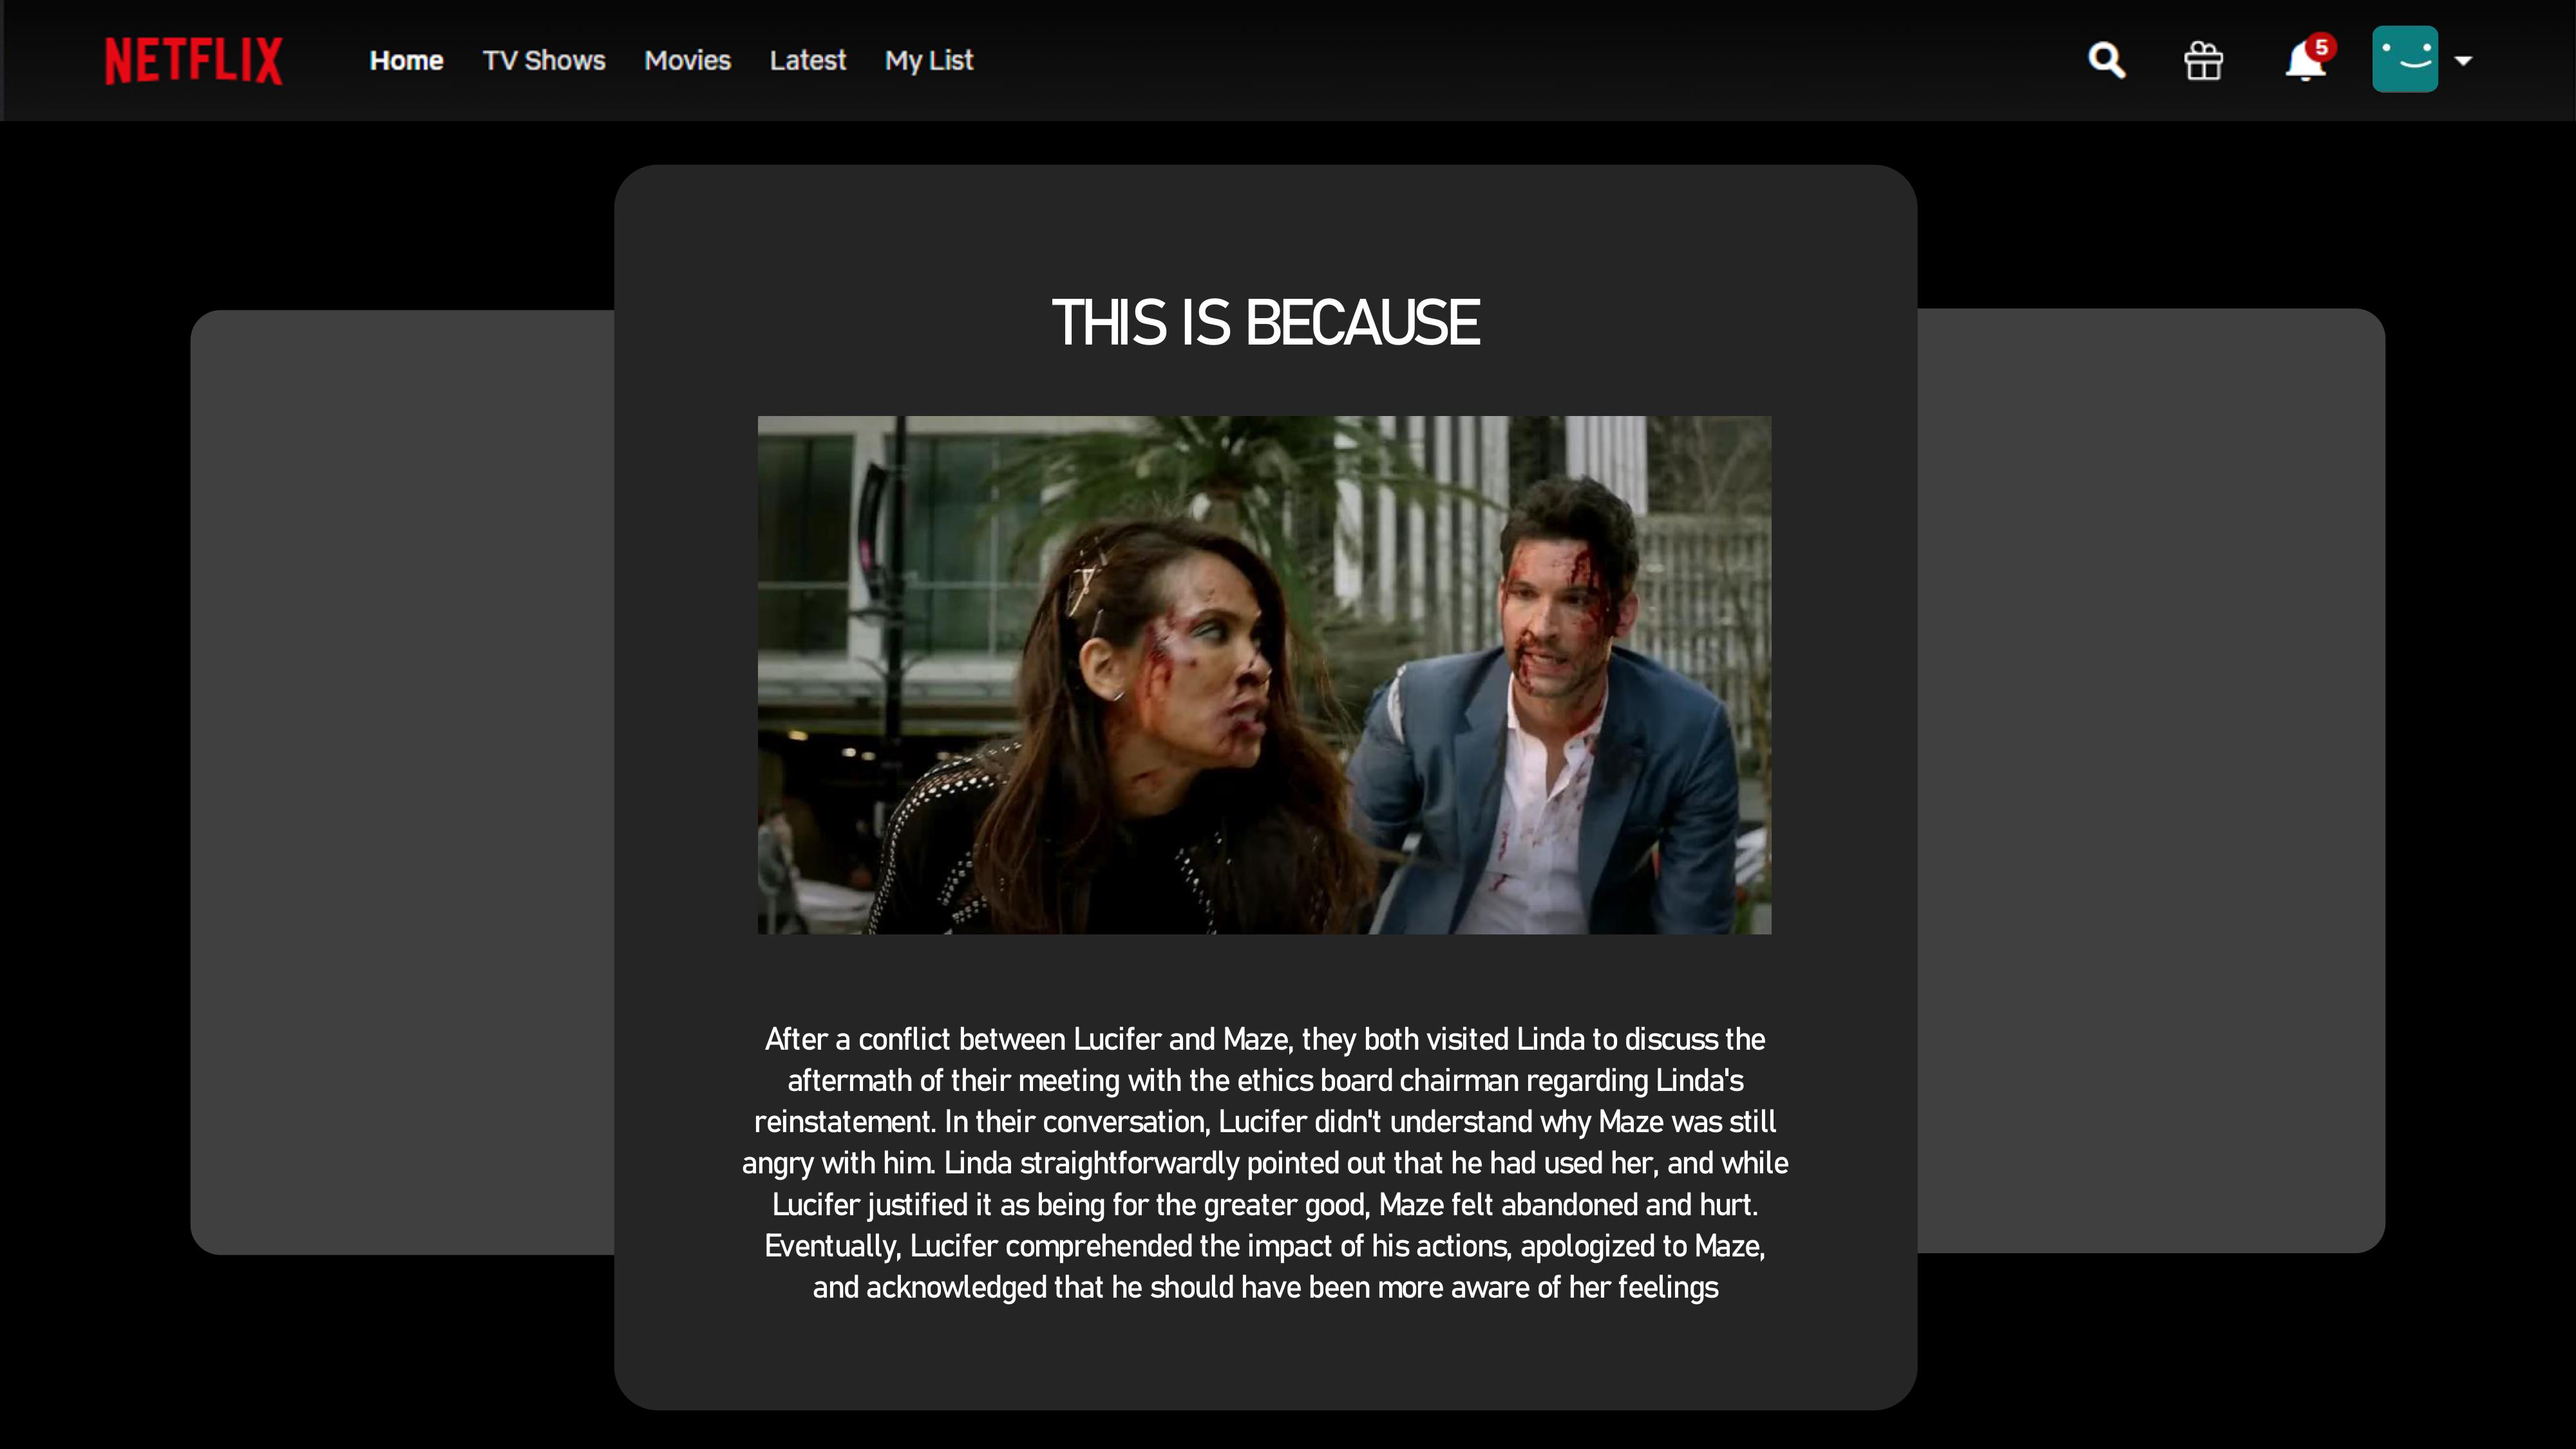 NETFLIX Home TV Shows Movies Latest My List 5
THIS IS BECAUSE
After a conflict between Lucifer and Maze, they both visited Linda to discuss the
aftermath of their meeting with the ethics board chairman regarding Linda's
reinstatement. In their conversation, Lucifer didn't understand why Maze was still
angry with him. Linda straightforwardly pointed out that he had used her, and while
Lucifer justified it as being for the greater good, Maze felt abandoned and hurt.
Eventually, Lucifer comprehended the impact of his actions, apologized to Maze,
and acknowledged that he should have been more aware of her feelings